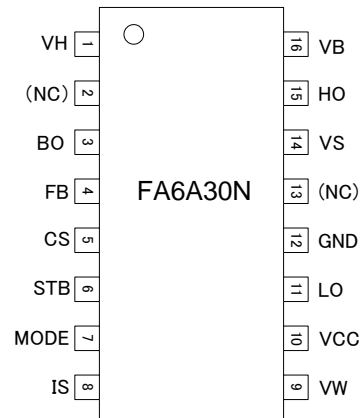 VH 1
(NC) 2
BO 3
FB 4
CS 5
STB 6
MODE 7
IS 8
FA6A30N
16 VB
15 HO
14 VS
13 (NC)
12 GND
11 LO
10 VCC
9 VW